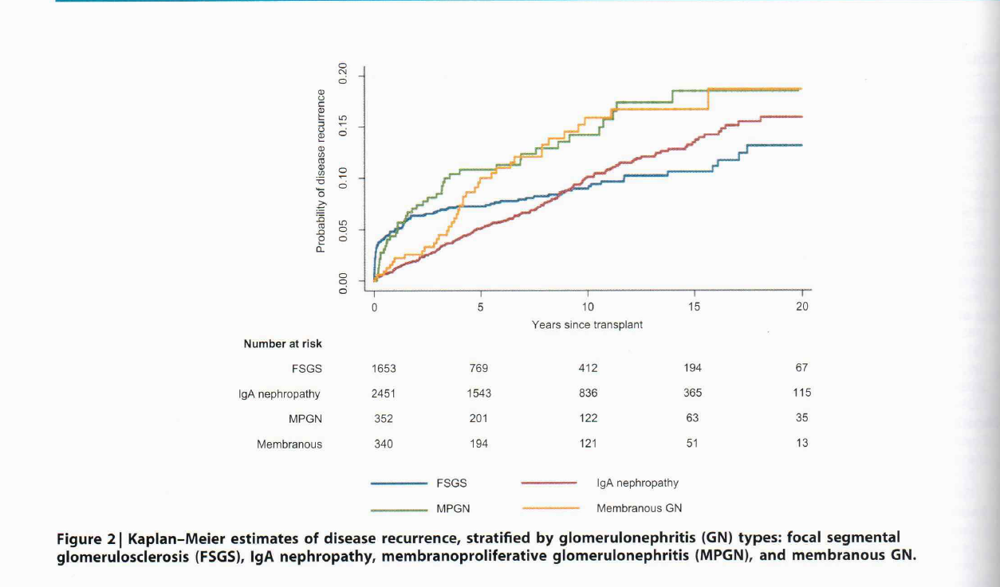 0.20
0.15
0.10
0.05
0.00
Probability of disease recurrence
0 5 10 15 20
Years since transplant
Number at risk
FSGS 1653 769 412 194 67
IgA nephropathy 2451 1543 836 365 115
MPGN 352 201 122 63 35
Membranous 340 194 121 51 13
FSGS IgA nephropathy
MPGN Membranous GN
Figure 2 | Kaplan–Meier estimates of disease recurrence, stratified by glomerulonephritis (GN) types: focal segmental
glomerulosclerosis (FSGS), IgA nephropathy, membranoproliferative glomerulonephritis (MPGN), and membranous GN.